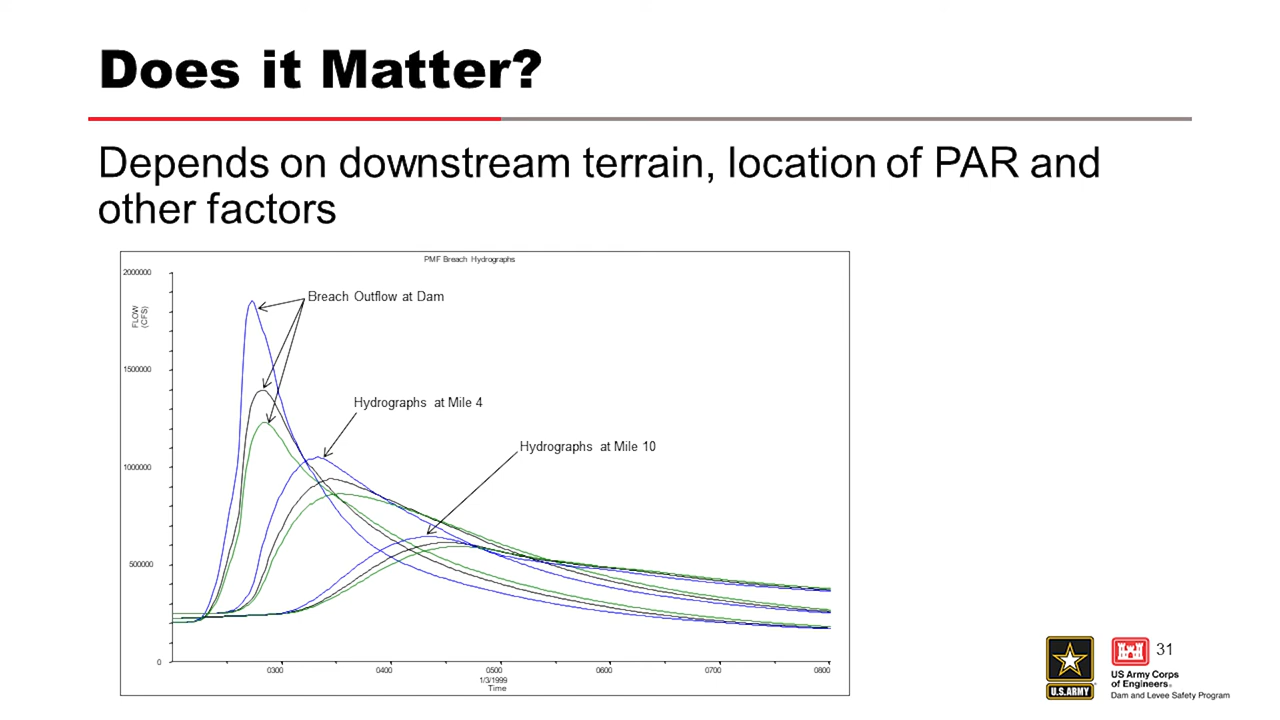 Does it Matter?
Depends on downstream terrain, location of PAR and
other factors
PMF Breach Hydrographs
2000000
FLOW
(CFS)
Breach Outflow at Dam
1500000
Hydrographs at Mile 4
Hydrographs at Mile 10
1000000
500000
0
0300
0400
0500
0600
0700
0800
1/3/1999
Time
U.S. ARMY
31
US Army Corps
of Engineers®
Dam and Levee Safety Program